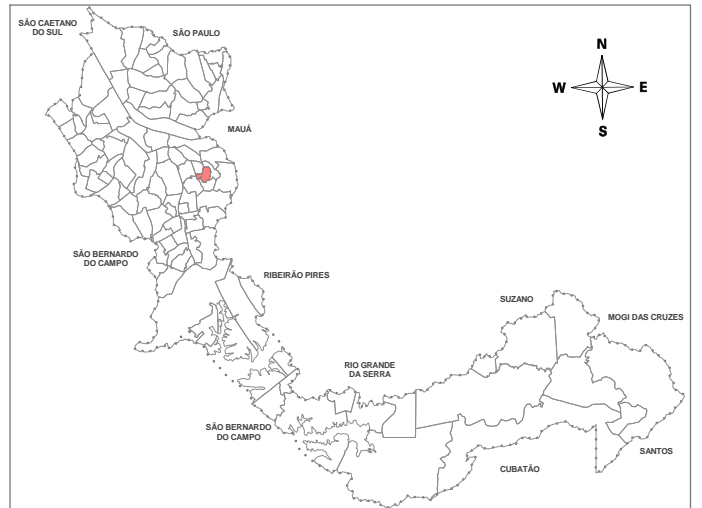 SÃO CAETANO
DO SUL
SÃO PAULO
N
W
E
S
MAUÁ
SÃO BERNARDO
DO CAMPO
RIBEIRÃO PIRES
SUZANO
MOGI DAS CRUZES
RIO GRANDE
DA SERRA
SÃO BERNARDO
DO CAMPO
SANTOS
CUBATÃO